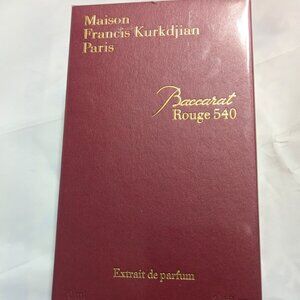 Maison
Francis Kurkdjian
Paris
Baccarat
Rouge 540
Extrait de parfum